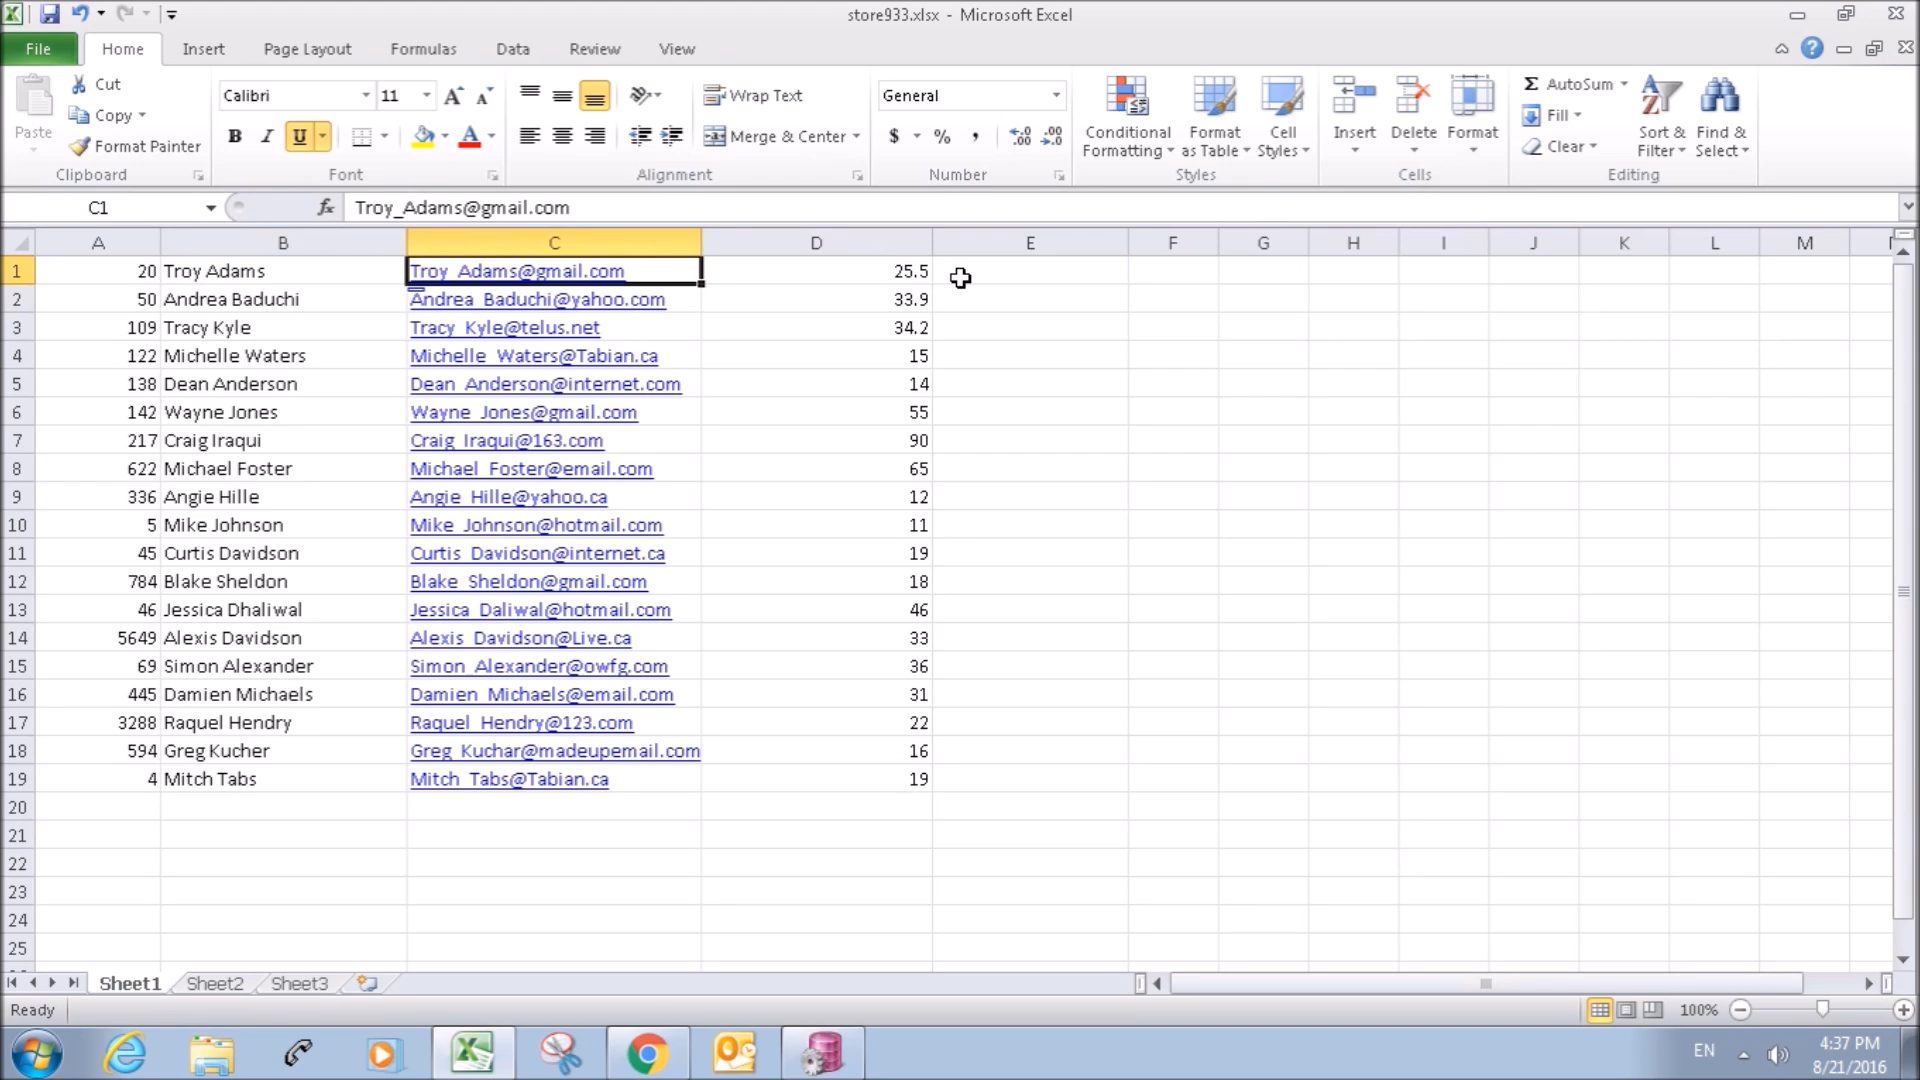 store933.xlsx - Microsoft Excel
File Home Insert Page Layout Formulas Data Review View
Paste Cut Copy Format Painter Clipboard
Calibri 11 B I U A Font
Wrap Text Merge & Center Alignment
General $ % , Number
Conditional Formatting Format as Table Cell Styles Styles
Insert Delete Format Cells
Σ AutoSum Fill Clear Sort & Filter Find & Select Editing
C1 fx Troy_Adams@gmail.com
A B C D E F G H I J K L M
1 20 Troy Adams Troy_Adams@gmail.com 25.5
2 50 Andrea Baduchi Andrea_Baduchi@yahoo.com 33.9
3 109 Tracy Kyle Tracy_Kyle@telus.net 34.2
4 122 Michelle Waters Michelle_Waters@Tabian.ca 15
5 138 Dean Anderson Dean_Anderson@internet.com 14
6 142 Wayne Jones Wayne_Jones@gmail.com 55
7 217 Craig Iraqui Craig_Iraqui@163.com 90
8 622 Michael Foster Michael_Foster@email.com 65
9 336 Angie Hille Angie_Hille@yahoo.ca 12
10 5 Mike Johnson Mike_Johnson@hotmail.com 11
11 45 Curtis Davidson Curtis_Davidson@internet.ca 19
12 784 Blake Sheldon Blake_Sheldon@gmail.com 18
13 46 Jessica Dhaliwal Jessica_Daliwal@hotmail.com 46
14 5649 Alexis Davidson Alexis_Davidson@Live.ca 33
15 69 Simon Alexander Simon_Alexander@owfg.com 36
16 445 Damien Michaels Damien_Michaels@email.com 31
17 3288 Raquel Hendry Raquel_Hendry@123.com 22
18 594 Greg Kucher Greg_Kuchar@madeupemail.com 16
19 4 Mitch Tabs Mitch_Tabs@Tabian.ca 19
20
21
22
23
24
25
Sheet1 Sheet2 Sheet3
Ready 100%
EN 4:37 PM
8/21/2016